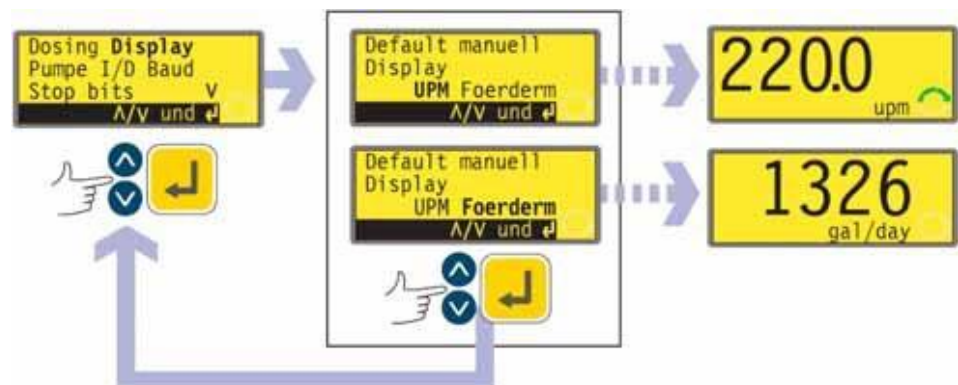 Dosing Display
Pumpe I/D Baud
Stop bits v
Λ/V und ↲
Default manuell
Display
UPM Foerderm
Λ/V und ↲
220.0
upm
Default manuell
Display
UPM Foerderm
Λ/V und ↲
1326
gal/day